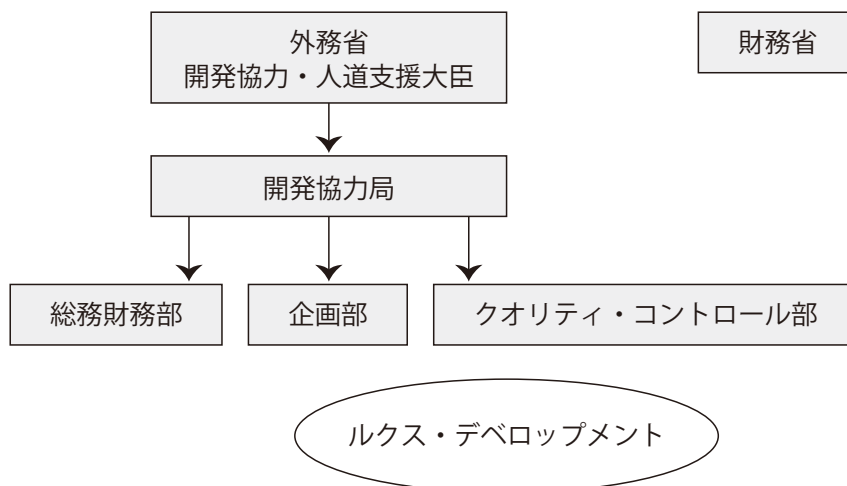 外務省
開発協力・人道支援大臣
財務省
開発協力局
総務財務部
企画部
クオリティ・コントロール部
ルクス・デベロップメント